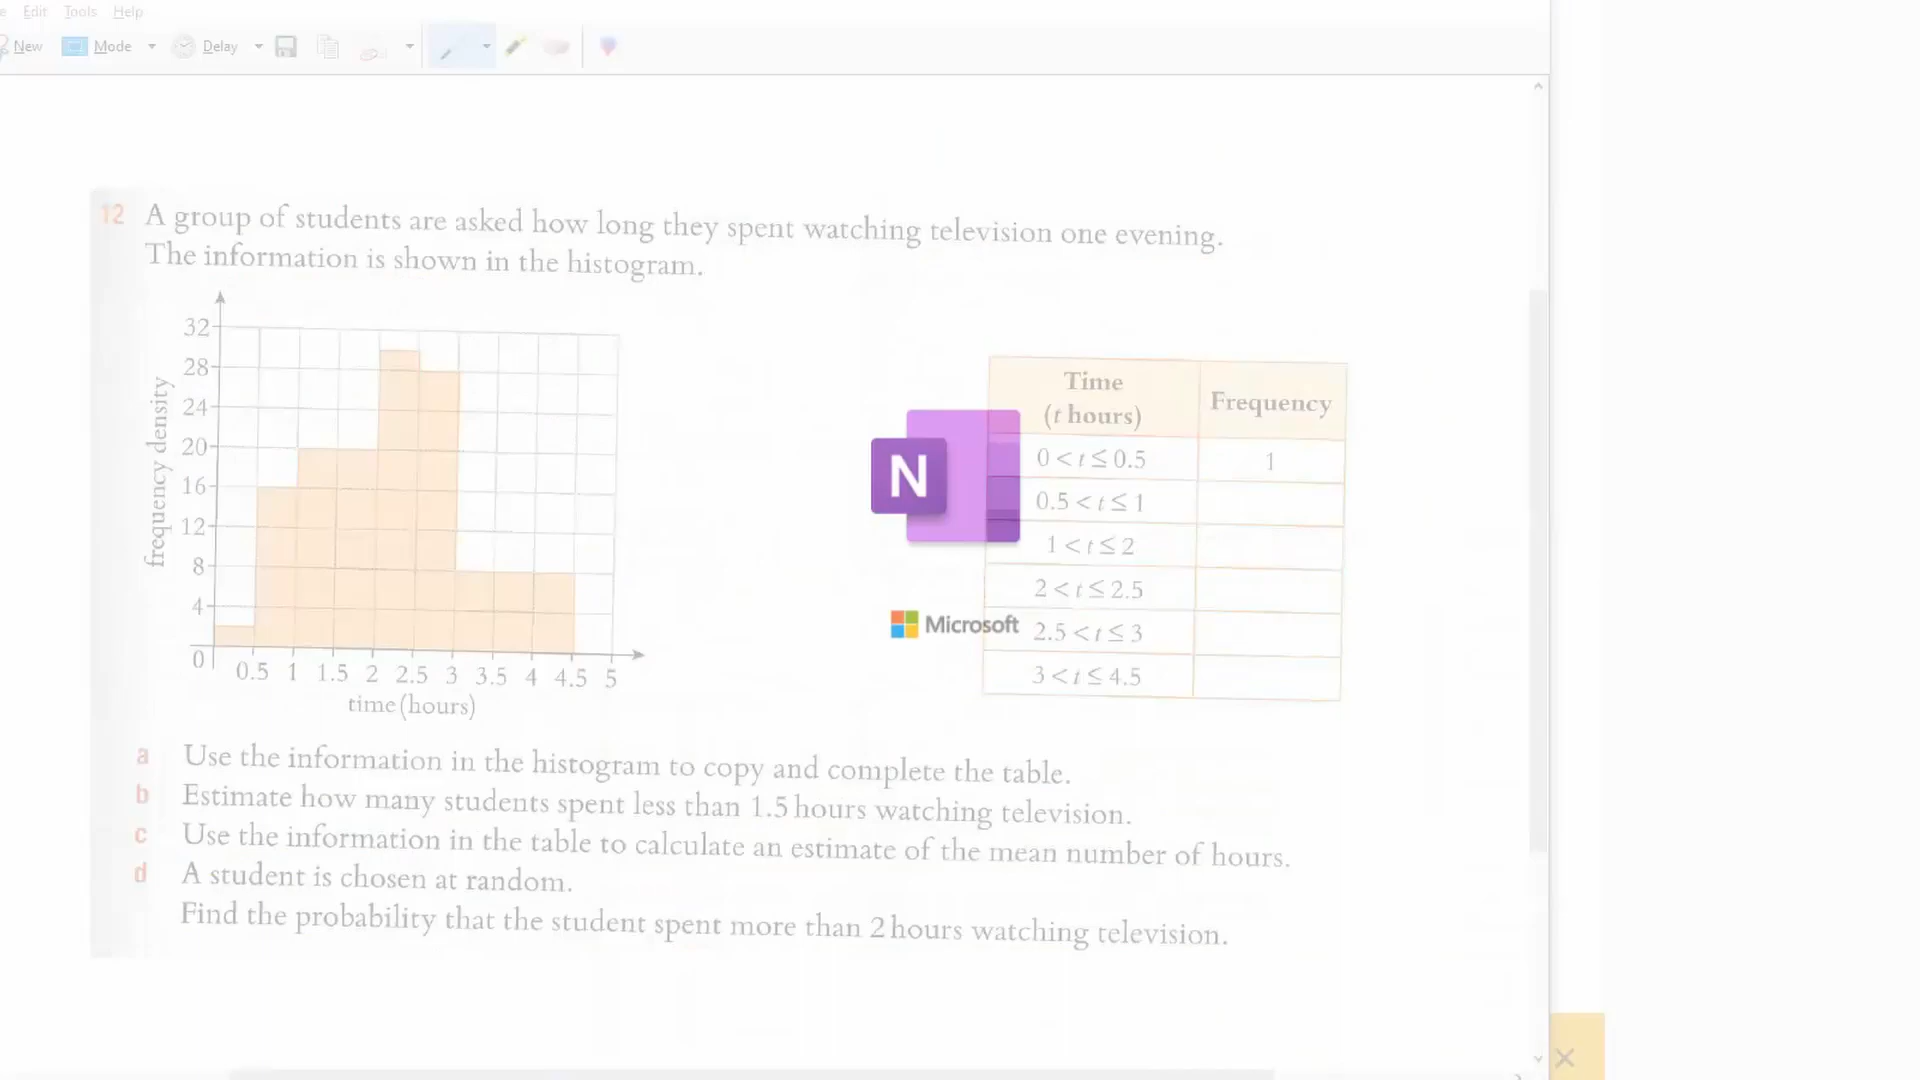 Edit Tools Help
New Mode Delay
12 A group of students are asked how long they spent watching television one evening.
The information is shown in the histogram.
frequency density
32
28
24
20
16
12
8
4
0
0.5 1 1.5 2 2.5 3 3.5 4 4.5 5
time (hours)
Time (t hours) Frequency
0 < t ≤ 0.5 1
0.5 < t ≤ 1
1 < t ≤ 2
2 < t ≤ 2.5
2.5 < t ≤ 3
3 < t ≤ 4.5
N
Microsoft
a Use the information in the histogram to copy and complete the table.
b Estimate how many students spent less than 1.5 hours watching television.
c Use the information in the table to calculate an estimate of the mean number of hours.
d A student is chosen at random.
Find the probability that the student spent more than 2 hours watching television.